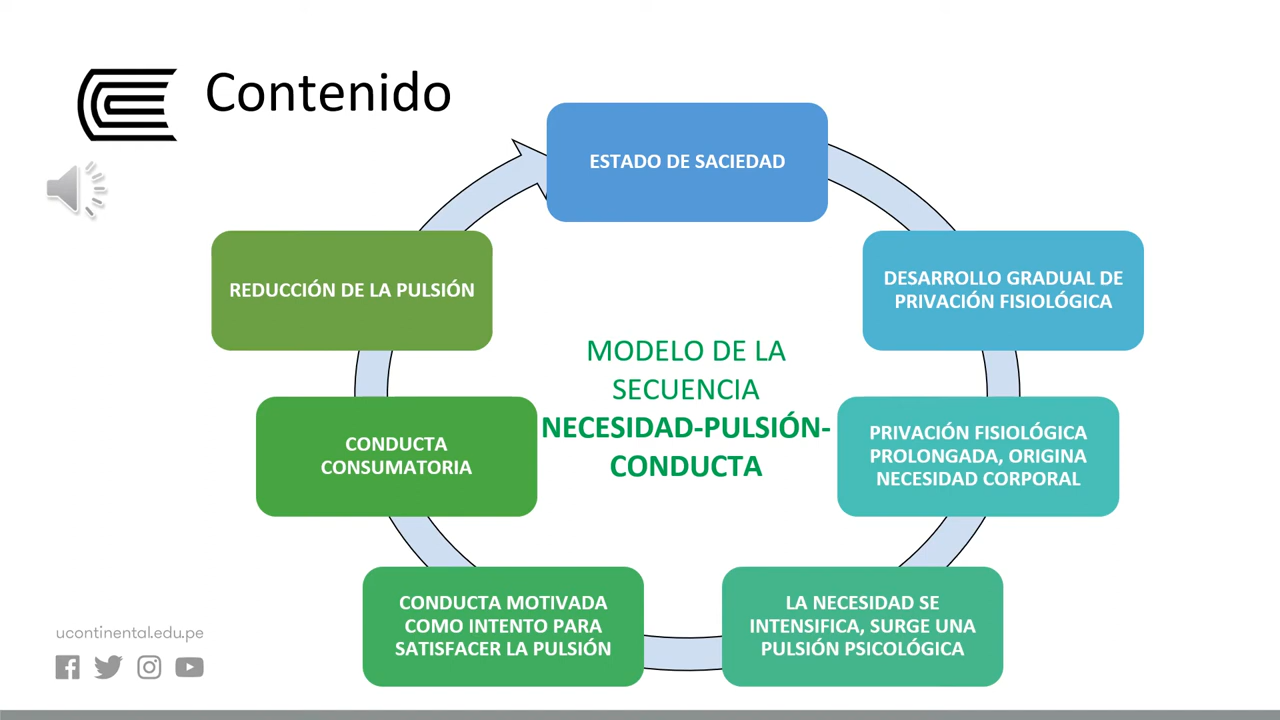 Contenido
ESTADO DE SACIEDAD
DESARROLLO GRADUAL DE
PRIVACIÓN FISIOLÓGICA
PRIVACIÓN FISIOLÓGICA
PROLONGADA, ORIGINA
NECESIDAD CORPORAL
LA NECESIDAD SE
INTENSIFICA, SURGE UNA
PULSIÓN PSICOLÓGICA
CONDUCTA MOTIVADA
COMO INTENTO PARA
SATISFACER LA PULSIÓN
CONDUCTA
CONSUMATORIA
REDUCCIÓN DE LA PULSIÓN
MODELO DE LA
SECUENCIA
NECESIDAD-PULSIÓN-
CONDUCTA
ucontinental.edu.pe